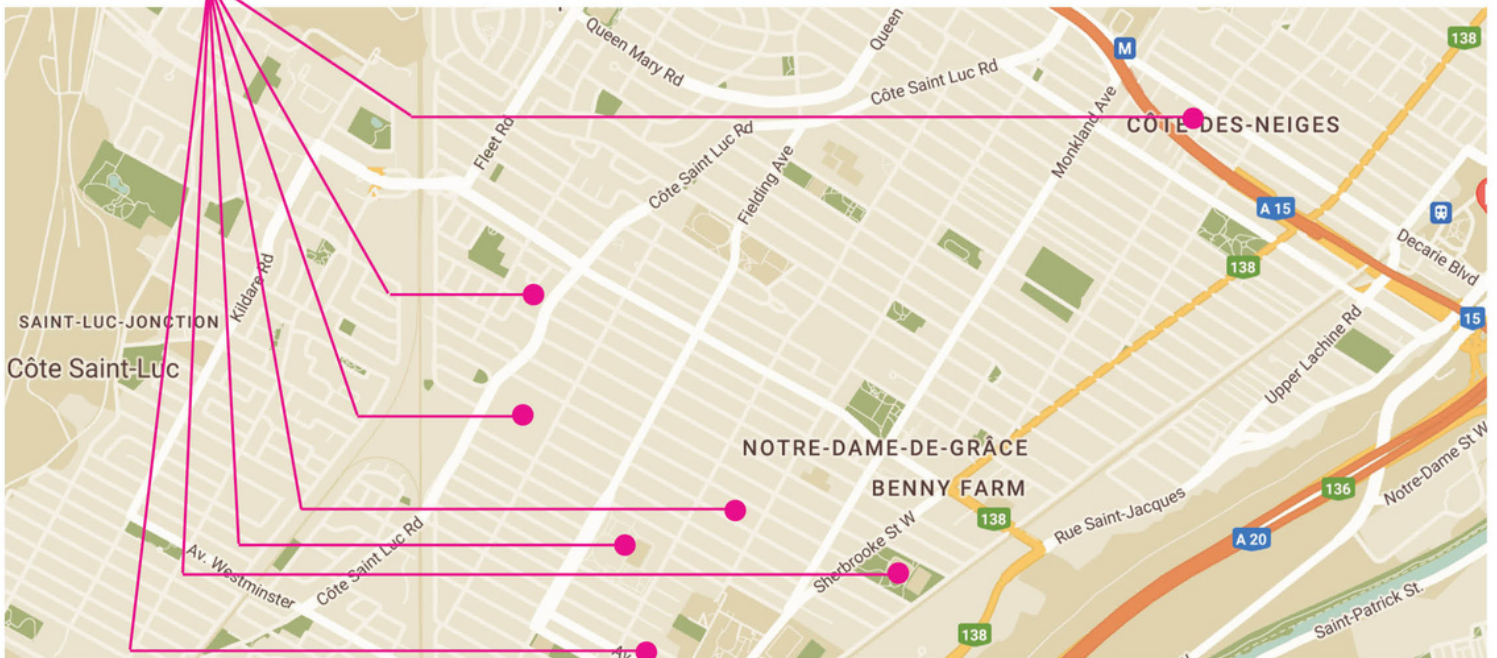 Queen Mary Rd
Queen
138
M
Côte Saint Luc Rd
CÔTE-DES-NEIGES
Monkland Ave
Fleet Rd
Côte Saint Luc Rd
Fielding Ave
A 15
Decarie Blvd
138
Kildare Rd
SAINT-LUC-JONCTION
15
Côte Saint-Luc
Upper Lachine Rd
NOTRE-DAME-DE-GRÂCE
BENNY FARM
136
Notre-Dame St W
138
Rue Saint-Jacques
A 20
Sherbrooke St W
Côte Saint Luc Rd
Av. Westminster
Saint-Patrick St.
138
Av